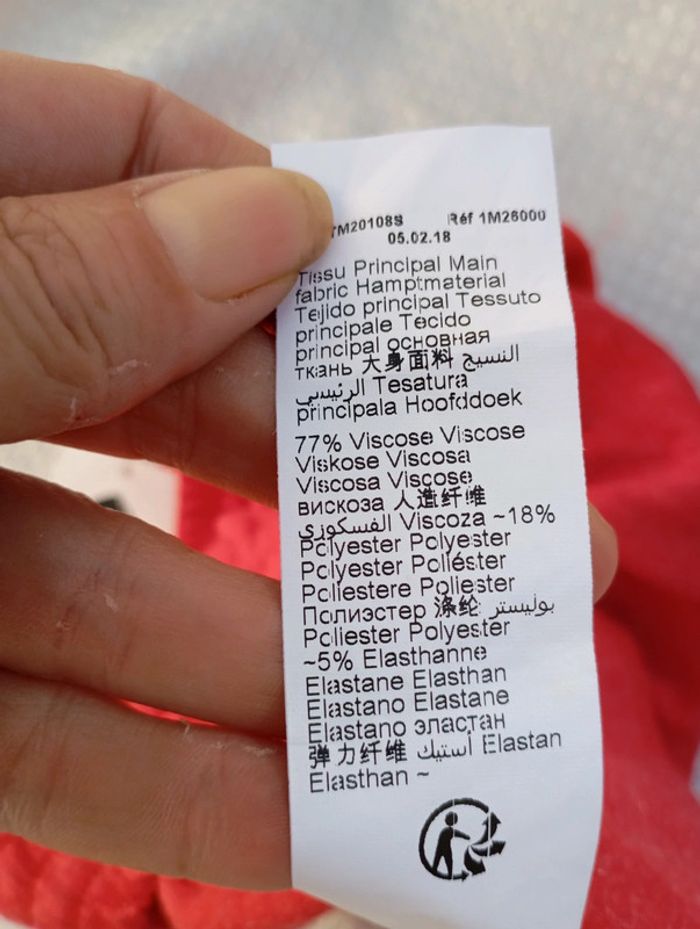 TM20108S Réf 1M26000
05.02.18
Tissu Principal Main
fabric Hamptmaterial
Tejido principal Tessuto
principale Tecido
principal основная
ткань 大身面料 النسيج
الرئيسي Tesatura
principala Hoofddoek
77% Viscose Viscose
Viskose Viscosa
Viscosa Viscose
вискоза 人造纤维
الفسكوزي Viscoza ~18%
Polyester Polyester
Polyester Poliéster
Poliestere Poliester
Полиэстер 涤纶 بوليستر
Poliester Polyester
~5% Elasthanne
Elastane Elasthan
Elastano Elastane
Elastano эластан
弹力纤维 أستيك Elastan
Elasthan ~